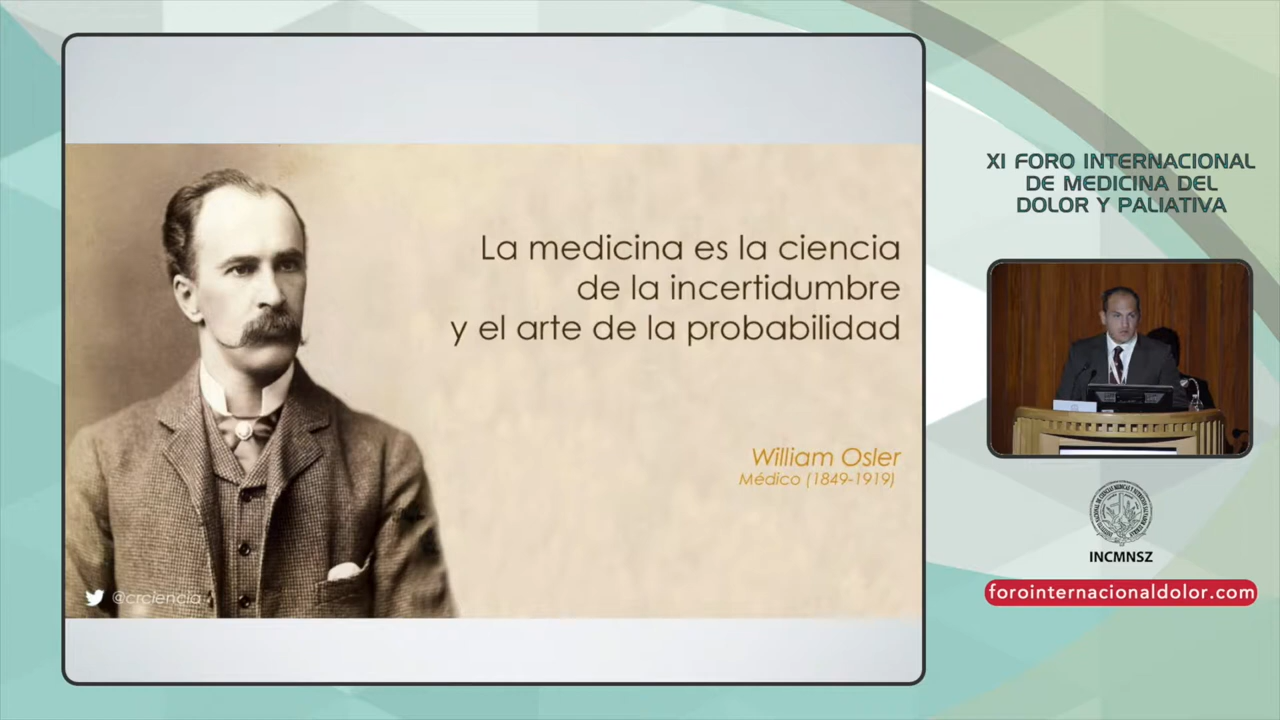 La medicina es la ciencia
de la incertidumbre
y el arte de la probabilidad
William Osler
Médico (1849-1919)
@crciencia
XI FORO INTERNACIONAL
DE MEDICINA DEL
DOLOR Y PALIATIVA
INCMNSZ
forointernacionaldolor.com